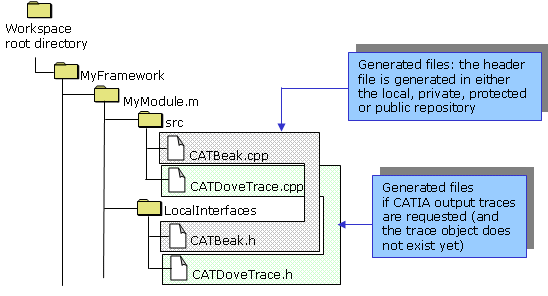 Workspace
root directory
MyFramework
MyModule.m
src
CATBeak.cpp
CATDoveTrace.cpp
LocalInterfaces
CATBeak.h
CATDoveTrace.h
Generated files: the header
file is generated in either
the local, private, protected
or public repository
Generated files
if CATIA output traces
are requested (and
the trace object does
not exist yet)